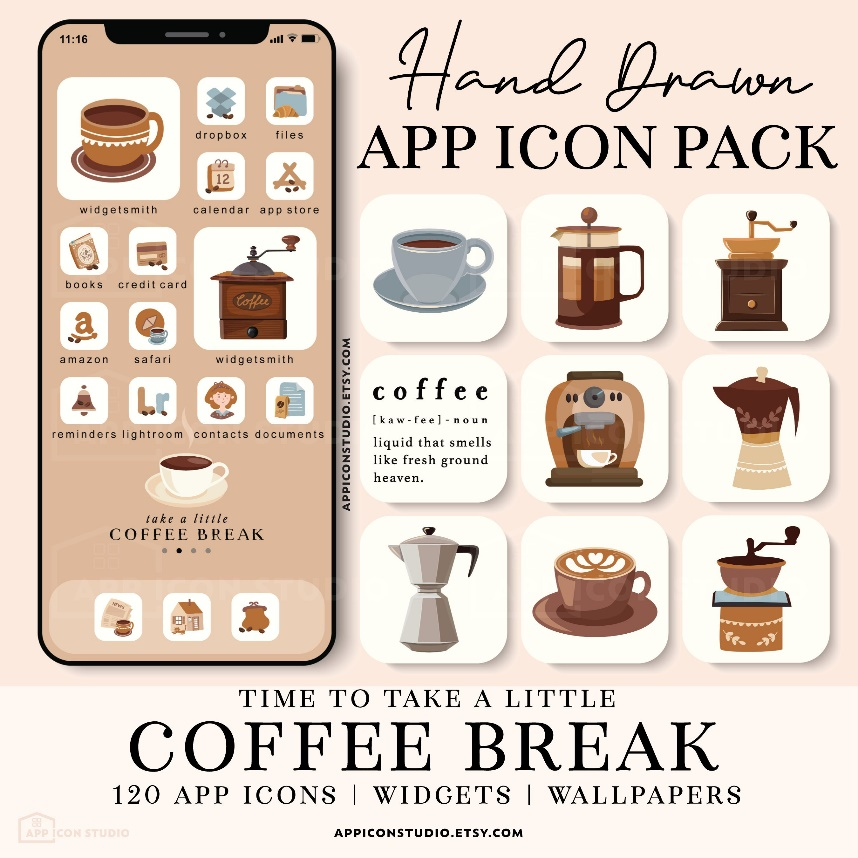 11:16
Hand Drawn
APP ICON PACK
dropbox
files
12
widgetsmith
calendar
app store
books
credit card
Coffee
amazon
safari
widgetsmith
reminders
lightroom
contacts
documents
take a little
COFFEE BREAK
APPICONSTUDIO.ETSY.COM
coffee
[kaw-fee]-noun
liquid that smells
like fresh ground
heaven.
TIME TO TAKE A LITTLE
COFFEE BREAK
120 APP ICONS | WIDGETS | WALLPAPERS
APP ICON STUDIO
APPICONSTUDIO.ETSY.COM